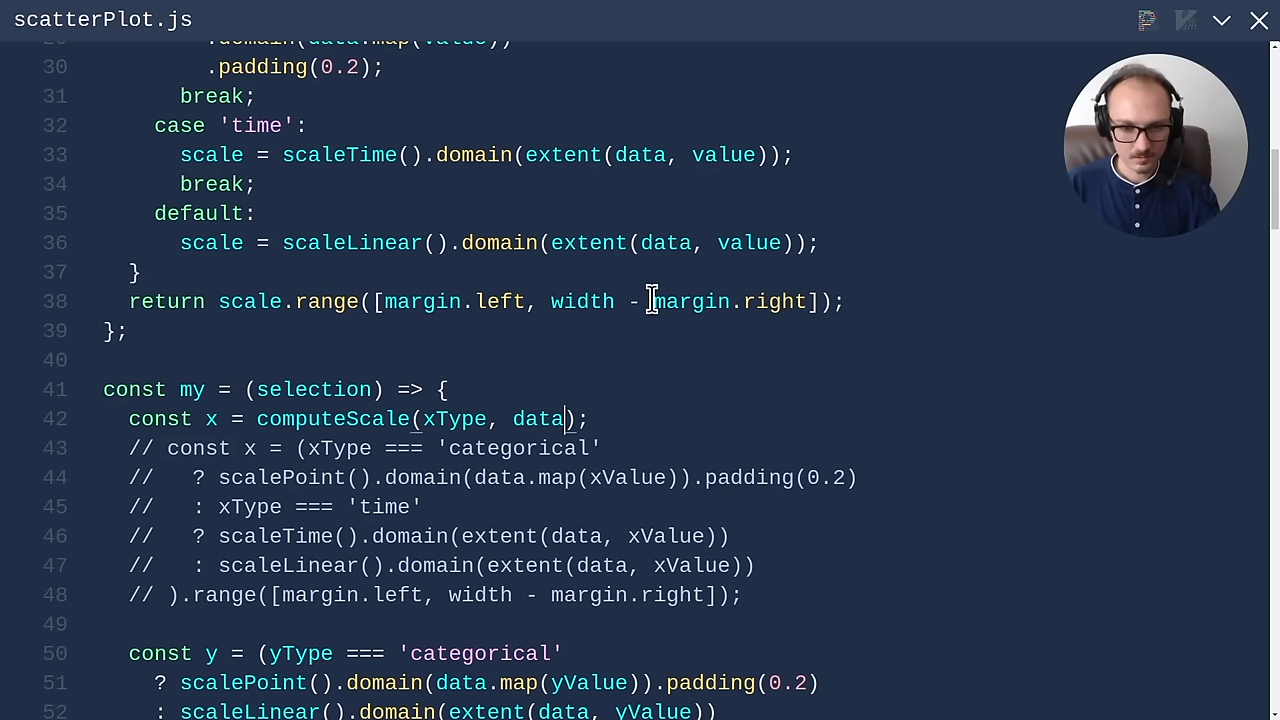 scatterPlot.js
29 .domain(data.map(value))
30 .padding(0.2);
31 break;
32 case 'time':
33 scale = scaleTime().domain(extent(data, value));
34 break;
35 default:
36 scale = scaleLinear().domain(extent(data, value));
37 }
38 return scale.range([margin.left, width - margin.right]);
39 };
40
41 const my = (selection) => {
42 const x = computeScale(xType, data);
43 // const x = (xType === 'categorical'
44 // ? scalePoint().domain(data.map(xValue)).padding(0.2)
45 // : xType === 'time'
46 // ? scaleTime().domain(extent(data, xValue))
47 // : scaleLinear().domain(extent(data, xValue))
48 // ).range([margin.left, width - margin.right]);
49
50 const y = (yType === 'categorical'
51 ? scalePoint().domain(data.map(yValue)).padding(0.2)
52 : scaleLinear().domain(extent(data, yValue))